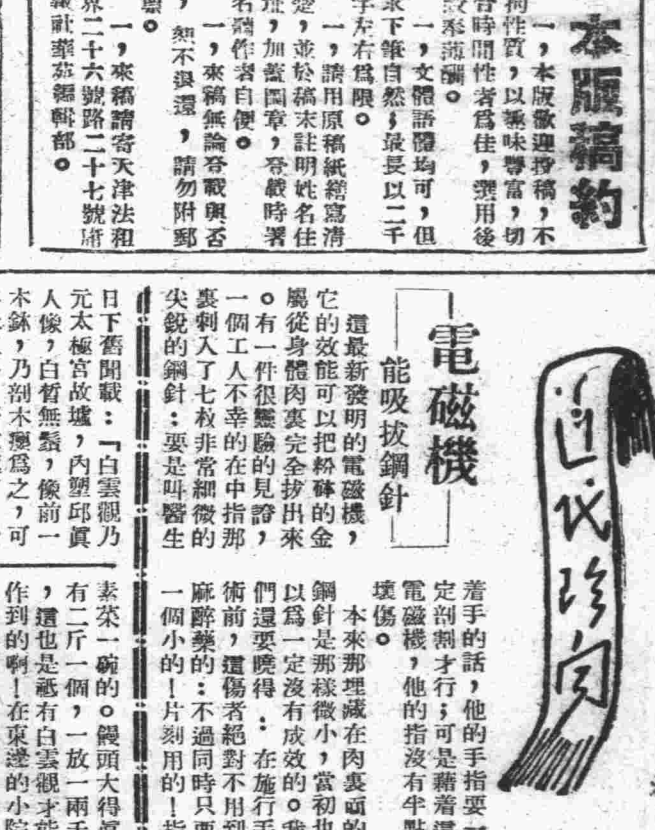 本版稿約
一，本版歡迎投稿，不
性質，以趣味豐富，切
合時間性者為佳，選用後
致奉薄酬。
一，文體語體均可，但
求下筆自然；最長以二千
字左右為限。
一，請用原稿紙繕寫清
楚，並於稿末註明姓名住
址，加蓋圖章，登載時署
名聽作者自便。
一，來稿無論登載與否
，概不退還，請勿附郵
票。
一，來稿請寄天津法租
界二十六號路二十七號庸
報社華苑編輯部。
近代珍聞
電磁機
能吸拔鋼針
這最新發明的電磁機，
它的效能可以把粉砵的金
屬從身體肉裏完全拔出來
。有一件很靈驗的見證，
一個工人不幸的在中指那
裏刺入了七枚非常細微的
尖銳的鋼針：要是叫醫生
着手的話，他的手指要一
定剖割才行；可是藉着這
電磁機，他的指沒有半點
壞傷。
本來那埋藏在肉裏面的
鋼針是那樣微小，當初也
以為一定沒有成效的。我
們還要曉得：在施行手
術前，這傷者絕對不用到
麻醉藥的：不過同時只要
一個小的！片刻用的！指
日下舊聞載：「白雲觀乃
元太極宮故墟，內塑邱眞
人像，白皙無鬚，像前一
木鉢，乃剖木癭為之，可
素菜一碗的。饅頭大得眞
有二斤一個，一放一兩千
，這也是祗有白雲觀才能
作到的啊！在東邊的小院